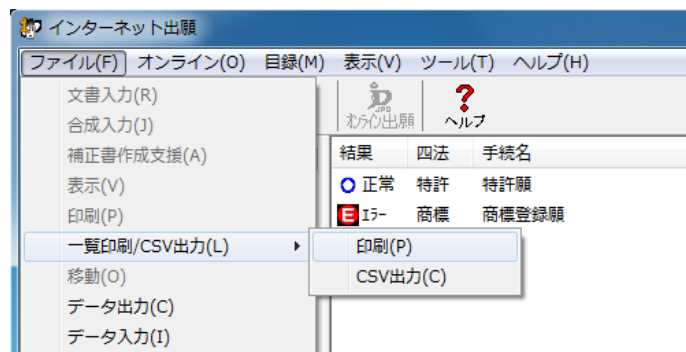 インターネット出願
ファイル(F) オンライン(O) 目録(M) 表示(V) ツール(T) ヘルプ(H)
文書入力(R)
合成入力(J)
補正書作成支援(A)
表示(V)
印刷(P)
一覧印刷/CSV出力(L)
移動(O)
データ出力(C)
データ入力(I)
印刷(P)
CSV出力(C)
JPO
オンライン出願 ヘルプ
結果 四法 手続名
正常 特許 特許願
E エラー 商標 商標登録願